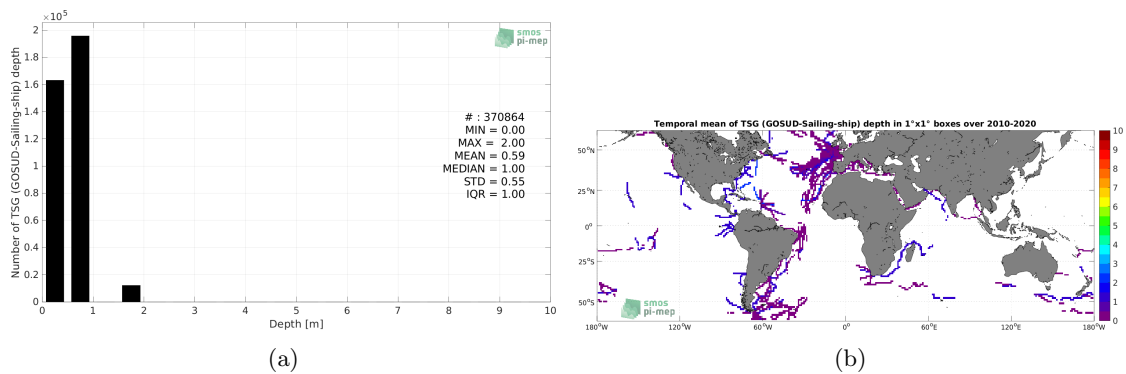 ×10⁵
2
1.8
1.6
1.4
1.2
1
0.8
0.6
0.4
0.2
0
Number of TSG (GOSUD-Sailing-ship) depth
smos
pi-mep
# : 370864
MIN = 0.00
MAX = 2.00
MEAN = 0.59
MEDIAN = 1.00
STD = 0.55
IQR = 1.00
0 1 2 3 4 5 6 7 8 9 10
Depth [m]
(a)
Temporal mean of TSG (GOSUD-Sailing-ship) depth in 1°x1° boxes over 2010-2020
50°N
25°N
0°
25°S
50°S
smos
pi-mep
180°W 120°W 60°W 0° 60°E 120°E 180°E
10
9
8
7
6
5
4
3
2
1
0
(b)